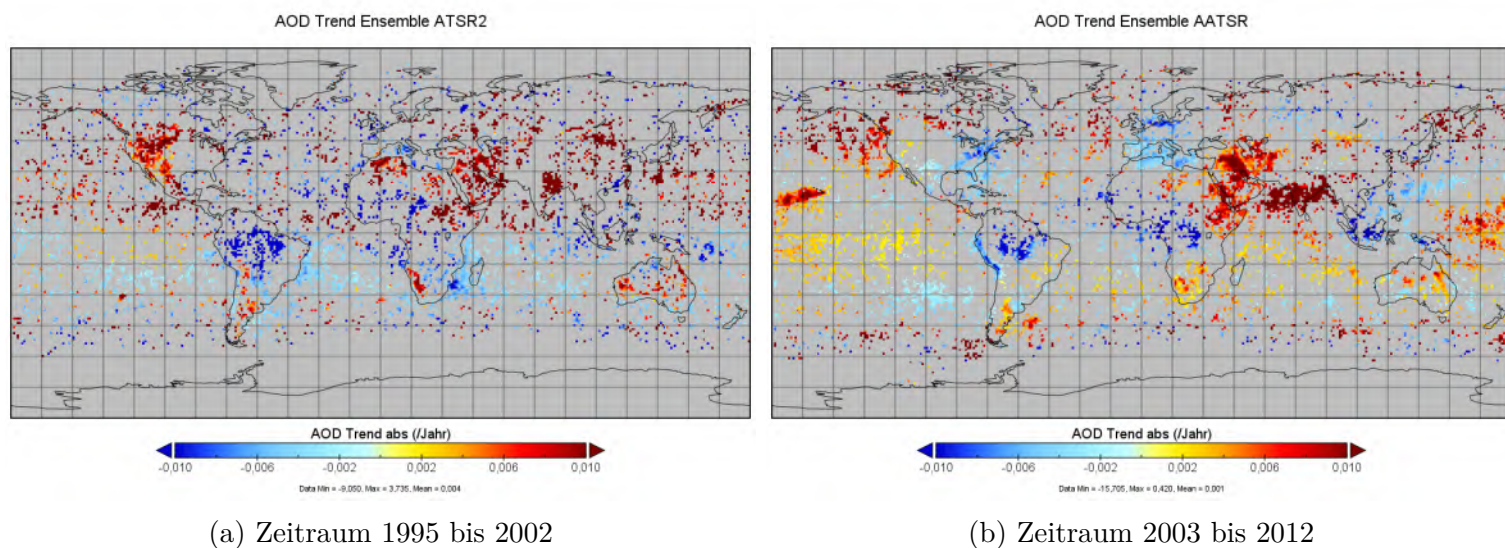 AOD Trend Ensemble ATSR2
AOD Trend abs (/Jahr)
-0,010 -0,006 -0,002 0,002 0,006 0,010
Data Min = -9,050, Max = 3,735, Mean = 0,004
(a) Zeitraum 1995 bis 2002
AOD Trend Ensemble AATSR
AOD Trend abs (/Jahr)
-0,010 -0,006 -0,002 0,002 0,006 0,010
Data Min = -15,705, Max = 0,420, Mean = 0,001
(b) Zeitraum 2003 bis 2012